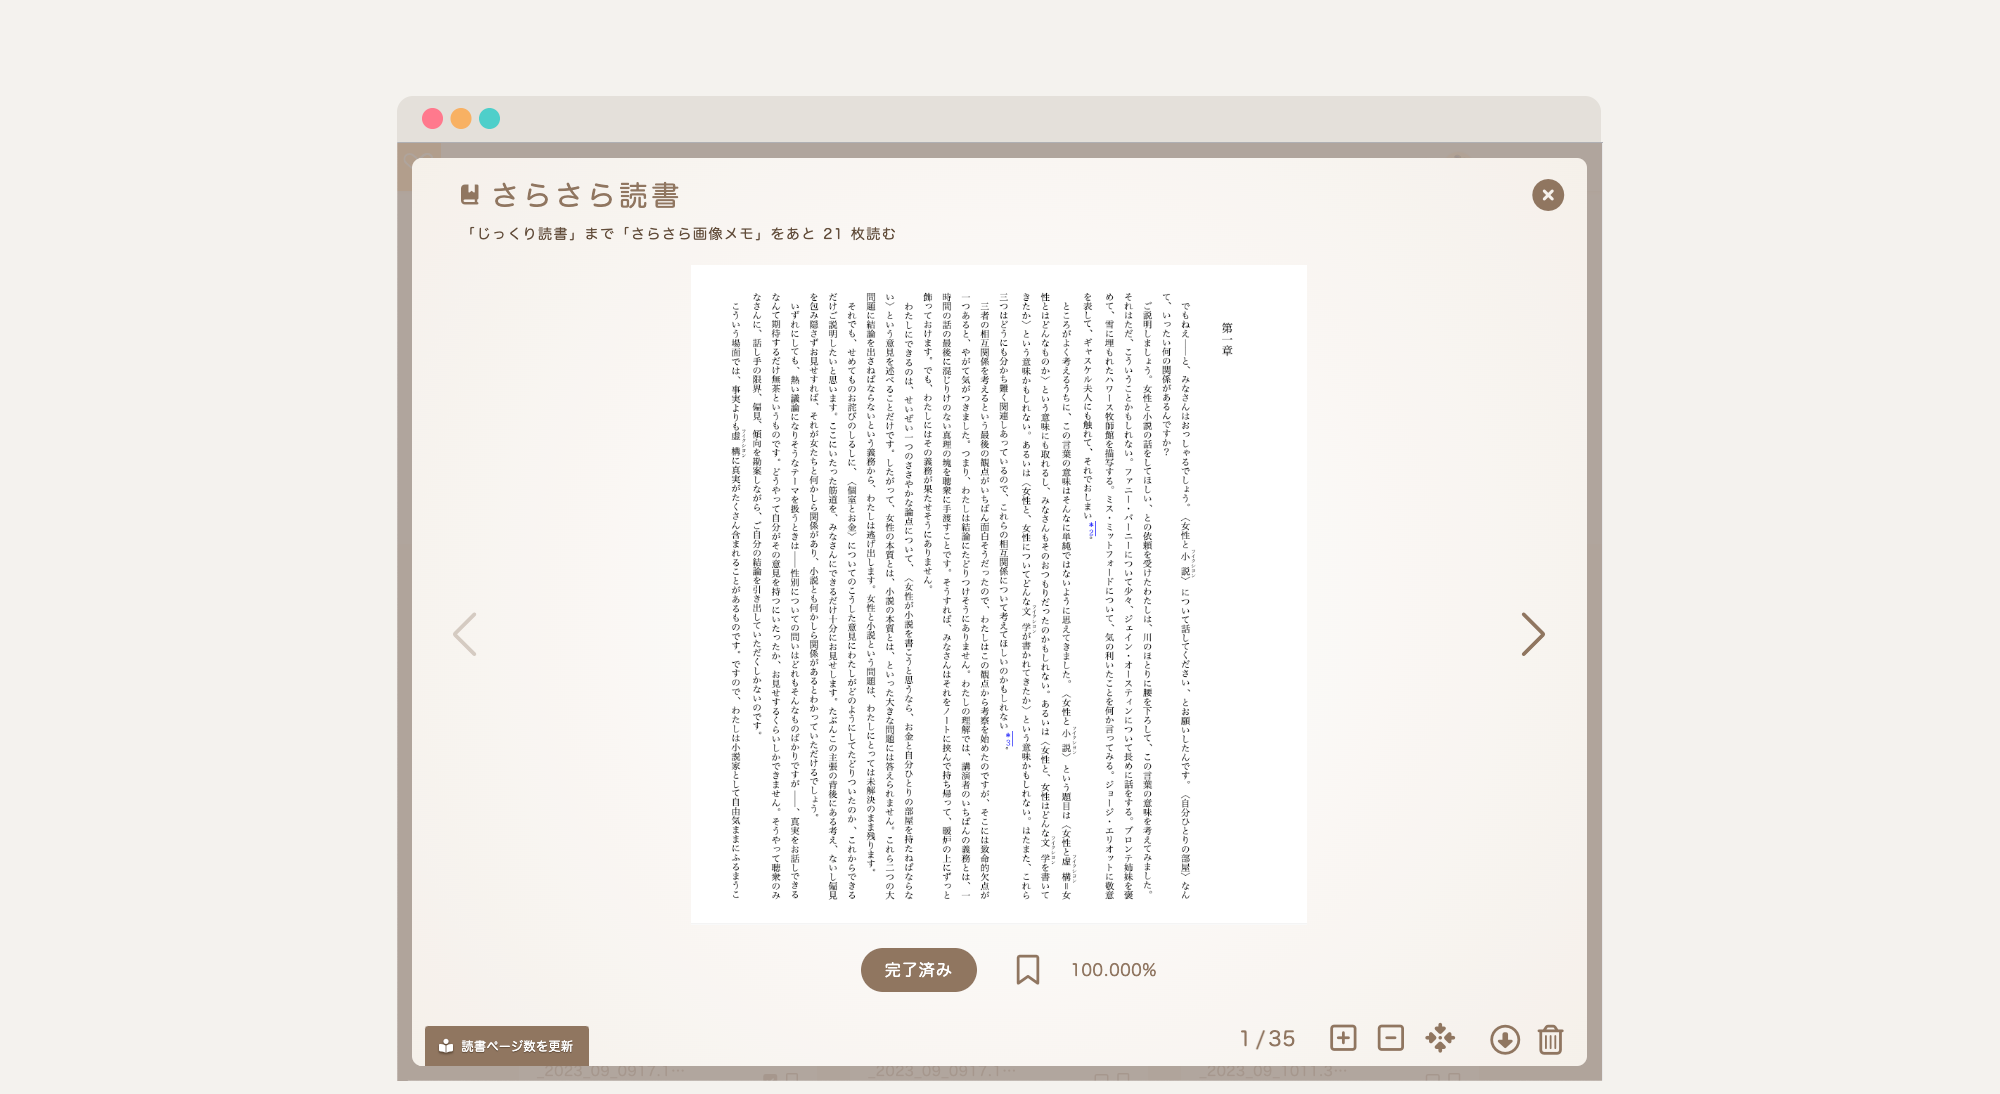 さらさら読書
「じっくり読書」まで「さらさら画像メモ」をあと 21 枚読む
第一章
でもねえ――と、みなさんはおっしゃるでしょう。〈女性と小説〉について話してください、とお願いしたんです。〈自分ひとりの部屋〉なん
て、いったい何の関係があるんですか？
ご説明しましょう。女性と小説の話をしてほしい、との依頼を受けたわたしは、川のほとりに腰を下ろして、この言葉の意味を考えてみました。
それはただ、こういうことかもしれない。ファニー・バーニーについて少々、ジェイン・オースティンについて長めに話をする。ブロンテ姉妹を褒
めて、雪に埋もれたハワース牧師館を描写する。ミス・ミットフォードについて、気の利いたことを何か言ってみる。ジョージ・エリオットに敬意
を表して、ギャスケル夫人にも触れて、それでおしまい*2。
ところがよく考えるうちに、この言葉の意味はそんなに単純ではないように思えてきました。〈女性と小説〉という題目は〈女性と虚構＝女
性とはどんなものか〉という意味にも取れるし、みなさんもそのおつもりだったのかもしれない。あるいは〈女性と、女性はどんな文学を書いて
きたか〉という意味かもしれない。あるいは〈女性と、女性についてどんな文学が書かれてきたか〉という意味かもしれない。はたまた、これら
三つはどうにも分かち難く関連しあっているので、これらの相互関係について考えてほしいのかもしれない*3。
三者の相互関係を考えるという最後の観点がいちばん面白そうだったので、わたしはこの観点から考察を始めたのですが、そこには致命的欠点が
一つあると、やがて気がつきました。つまり、わたしは結論にたどりつけそうにありません。わたしの理解では、講演者のいちばんの義務とは、一
時間の話の最後に混じりけのない真理の塊を聴衆に手渡すことです。そうすれば、みなさんはそれをノートに挟んで持ち帰って、暖炉の上にずっと
飾っておけます。でも、わたしにはその義務が果たせそうにありません。
わたしにできるのは、せいぜい一つのささやかな論点について、〈女性が小説を書こうと思うなら、お金と自分ひとりの部屋を持たねばならな
い〉という意見を述べることだけです。したがって、女性の本質とは、小説の本質とは、といった大きな問題には答えられません。これら二つの大
問題に結論を出さねばならないという義務から、わたしは逃げ出します。女性と小説という問題は、わたしにとっては未解決のまま残ります。
それでも、せめてものお詫びのしるしに、〈個室とお金〉についてのこうした意見にわたしがどのようにしてたどりついたのか、これからできる
だけご説明したいと思います。ここにいたった筋道を、みなさんにできるだけ十分にお見せします。たぶんこの主張の背後にある考え、ないし偏見
を包み隠さずお見せすれば、それが女たちと何かしら関係があり、小説とも何かしら関係があるとわかっていただけるでしょう。
いずれにしても、熱い議論になりそうなテーマを扱うときは――性別についての問いはどれもそんなものばかりですが――、真実をお話しできる
なんて期待するだけ無茶というものです。どうやって自分がその意見を持つにいたったか、お見せするくらいしかできません。そうやって聴衆のみ
なさんに、話し手の限界、偏見、傾向を勘案しながら、ご自分の結論を引き出していただくしかないのです。
こういう場面では、事実よりも虚構に真実がたくさん含まれることがあるものです。ですので、わたしは小説家として自由気ままにふるまうこ
完了済み
100.000%
読書ページ数を更新
1 / 35
_2023_09_0917.1…
_2023_09_0917.1…
_2023_09_1011.3…